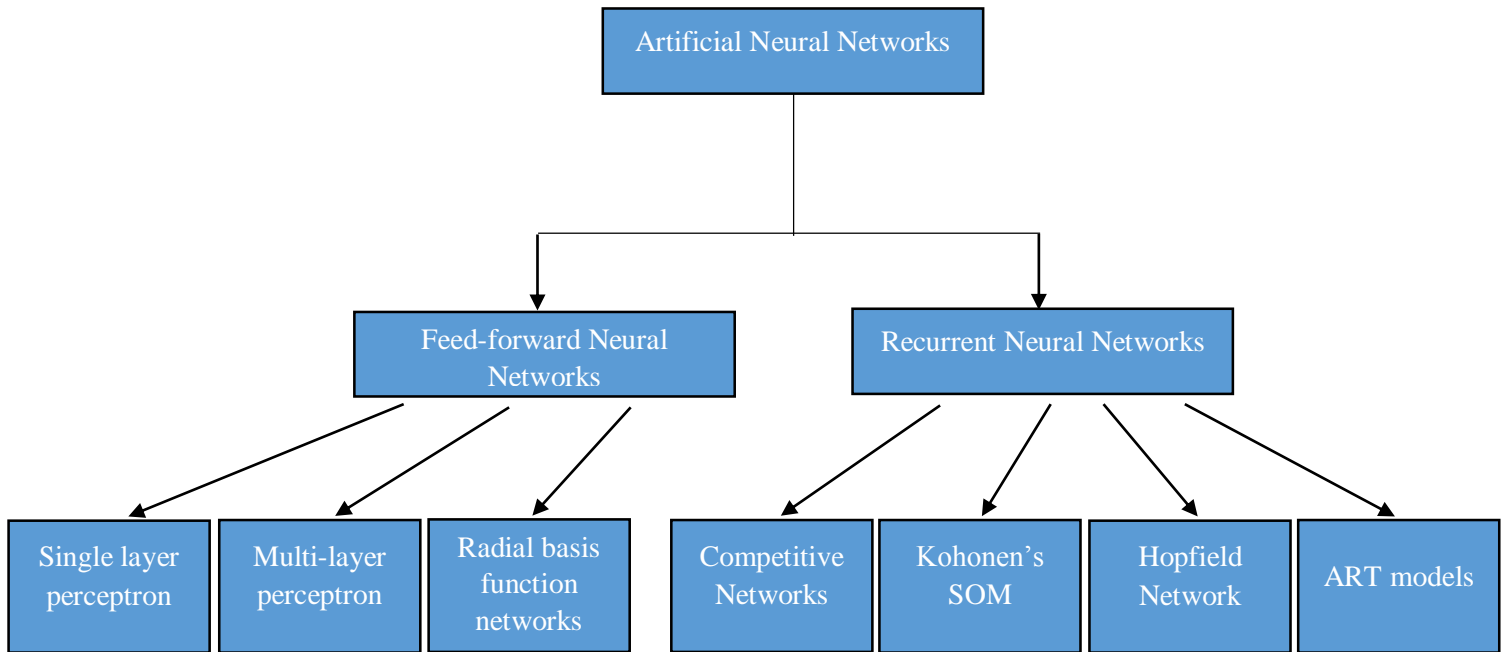 Artificial Neural Networks
Feed-forward Neural
Networks
Recurrent Neural Networks
Single layer
perceptron
Multi-layer
perceptron
Radial basis
function
networks
Competitive
Networks
Kohonen’s
SOM
Hopfield
Network
ART models